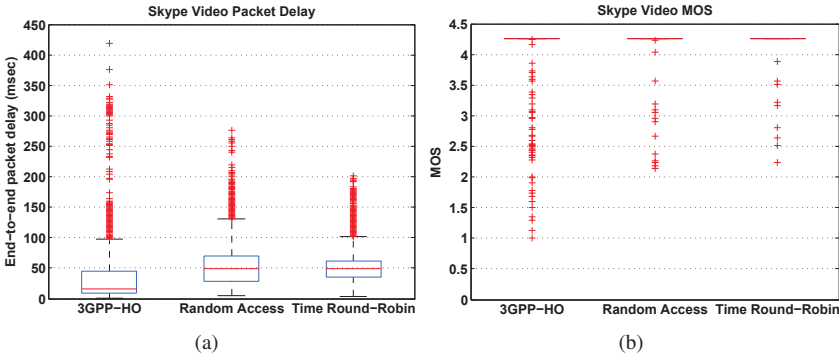 Skype Video Packet Delay
End-to-end packet delay (msec)
450
400
350
300
250
200
150
100
50
0
3GPP-HO Random Access Time Round-Robin
(a)
Skype Video MOS
MOS
4.5
4
3.5
3
2.5
2
1.5
1
0.5
0
3GPP-HO Random Access Time Round-Robin
(b)